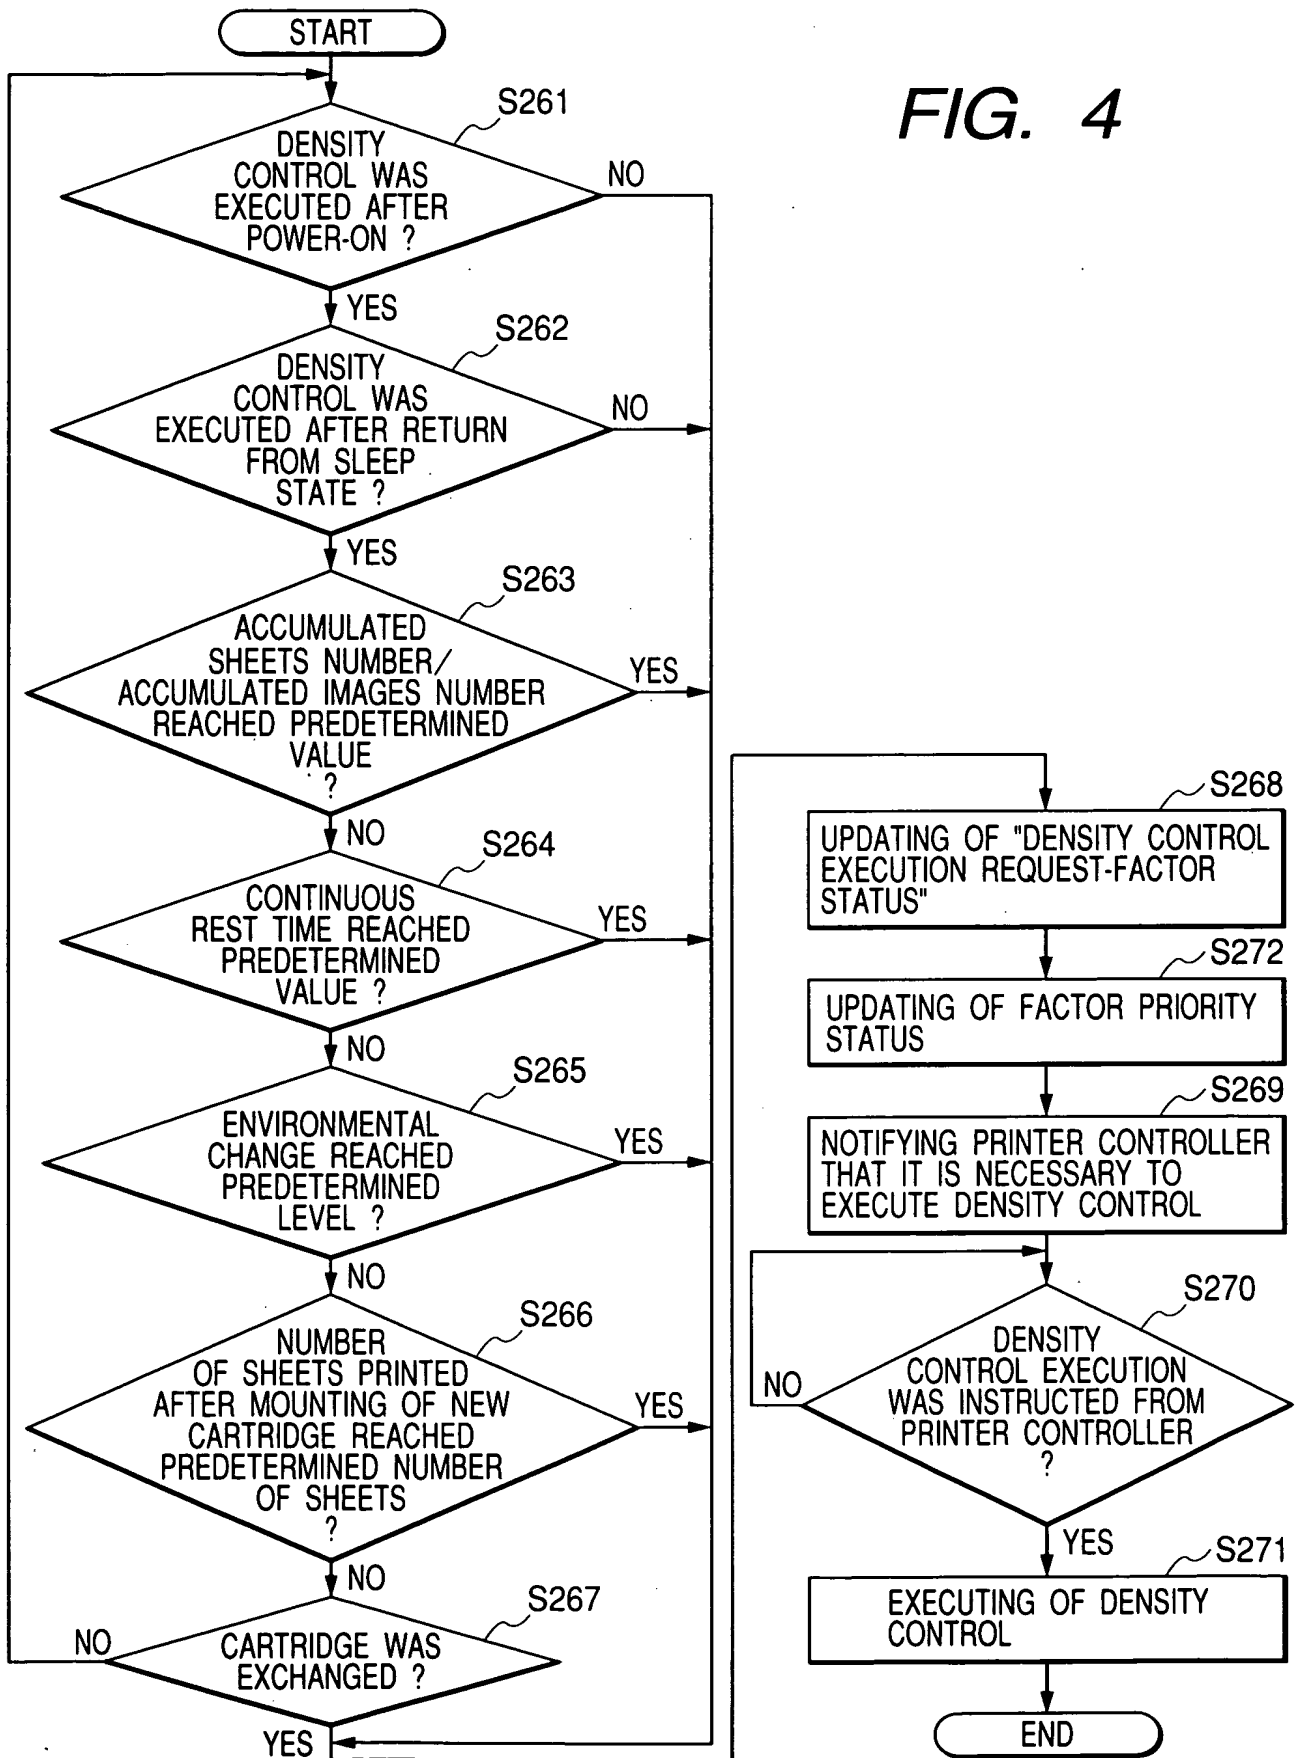 START
FIG. 4
S261
DENSITY
CONTROL WAS
EXECUTED AFTER
POWER-ON ?
NO
YES
S262
DENSITY
CONTROL WAS
EXECUTED AFTER RETURN
FROM SLEEP
STATE ?
NO
YES
S263
ACCUMULATED
SHEETS NUMBER/
ACCUMULATED IMAGES NUMBER
REACHED PREDETERMINED
VALUE
?
YES
NO
S264
CONTINUOUS
REST TIME REACHED
PREDETERMINED
VALUE ?
YES
NO
S265
ENVIRONMENTAL
CHANGE REACHED
PREDETERMINED
LEVEL ?
YES
NO
S266
NUMBER
OF SHEETS PRINTED
AFTER MOUNTING OF NEW
CARTRIDGE REACHED
PREDETERMINED NUMBER
OF SHEETS
?
YES
NO
S267
CARTRIDGE WAS
EXCHANGED ?
NO
YES
S268
UPDATING OF "DENSITY CONTROL
EXECUTION REQUEST-FACTOR
STATUS"
S272
UPDATING OF FACTOR PRIORITY
STATUS
S269
NOTIFYING PRINTER CONTROLLER
THAT IT IS NECESSARY TO
EXECUTE DENSITY CONTROL
S270
DENSITY
CONTROL EXECUTION
WAS INSTRUCTED FROM
PRINTER CONTROLLER
?
NO
YES
S271
EXECUTING OF DENSITY
CONTROL
END